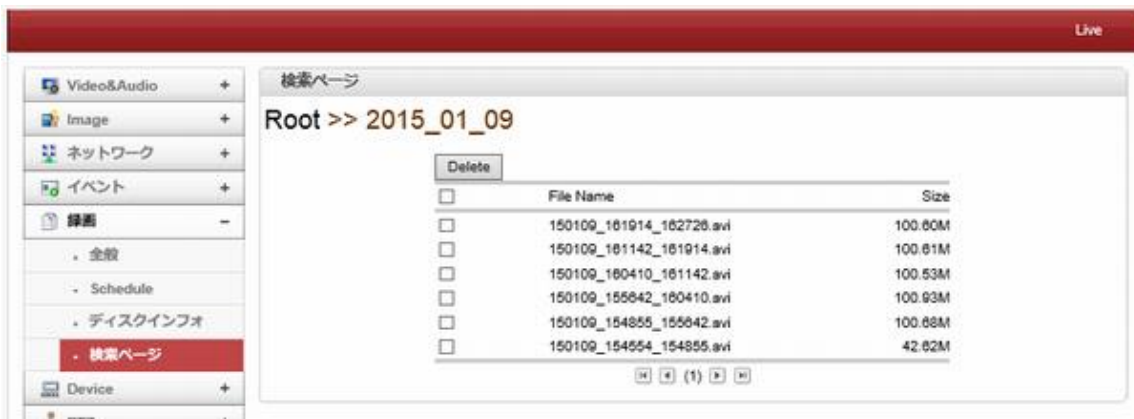 Live
Video&Audio +
Image +
ネットワーク +
イベント +
録画 −
. 全般
. Schedule
. ディスクインフォ
. 検索ページ
Device +
検索ページ
Root >> 2015_01_09
Delete
File Name Size
150109_161914_162726.avi 100.60M
150109_161142_161914.avi 100.61M
150109_160410_161142.avi 100.53M
150109_155642_160410.avi 100.93M
150109_154855_155642.avi 100.68M
150109_154554_154855.avi 42.62M
(1)